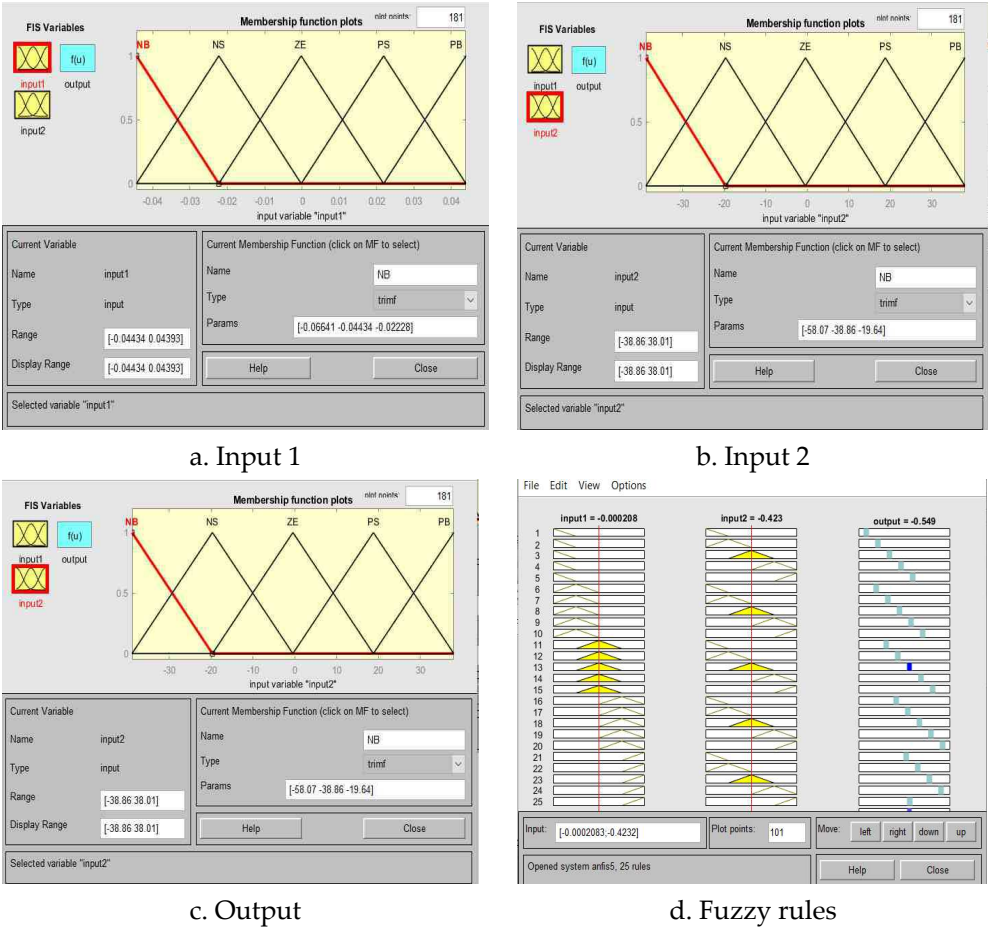 FIS Variables
Membership function plots
plot points:
181
f(u)
input1
output
input2
NB
NS
ZE
PS
PB
1
0.5
0
-0.04
-0.03
-0.02
-0.01
0
0.01
0.02
0.03
0.04
input variable "input1"
Current Variable
Name
input1
Type
input
Range
[-0.04434 0.04393]
Display Range
[-0.04434 0.04393]
Current Membership Function (click on MF to select)
Name
NB
Type
trimf
Params
[-0.06641 -0.04434 -0.02228]
Help
Close
Selected variable "input1"
a. Input 1
FIS Variables
Membership function plots
plot points:
181
f(u)
input1
output
input2
NB
NS
ZE
PS
PB
1
0.5
0
-30
-20
-10
0
10
20
30
input variable "input2"
Current Variable
Name
input2
Type
input
Range
[-38.86 38.01]
Display Range
[-38.86 38.01]
Current Membership Function (click on MF to select)
Name
NB
Type
trimf
Params
[-58.07 -38.86 -19.64]
Help
Close
Selected variable "input2"
b. Input 2
FIS Variables
Membership function plots
plot points:
181
f(u)
input1
output
input2
NB
NS
ZE
PS
PB
1
0.5
0
-30
-20
-10
0
10
20
30
input variable "input2"
Current Variable
Name
input2
Type
input
Range
[-38.86 38.01]
Display Range
[-38.86 38.01]
Current Membership Function (click on MF to select)
Name
NB
Type
trimf
Params
[-58.07 -38.86 -19.64]
Help
Close
Selected variable "input2"
c. Output
File Edit View Options
input1 = -0.000208
input2 = -0.423
output = -0.549
1
2
3
4
5
6
7
8
9
10
11
12
13
14
15
16
17
18
19
20
21
22
23
24
25
Input:
[-0.0002083;-0.4232]
Plot points:
101
Move:
left
right
down
up
Opened system anfis5, 25 rules
Help
Close
d. Fuzzy rules